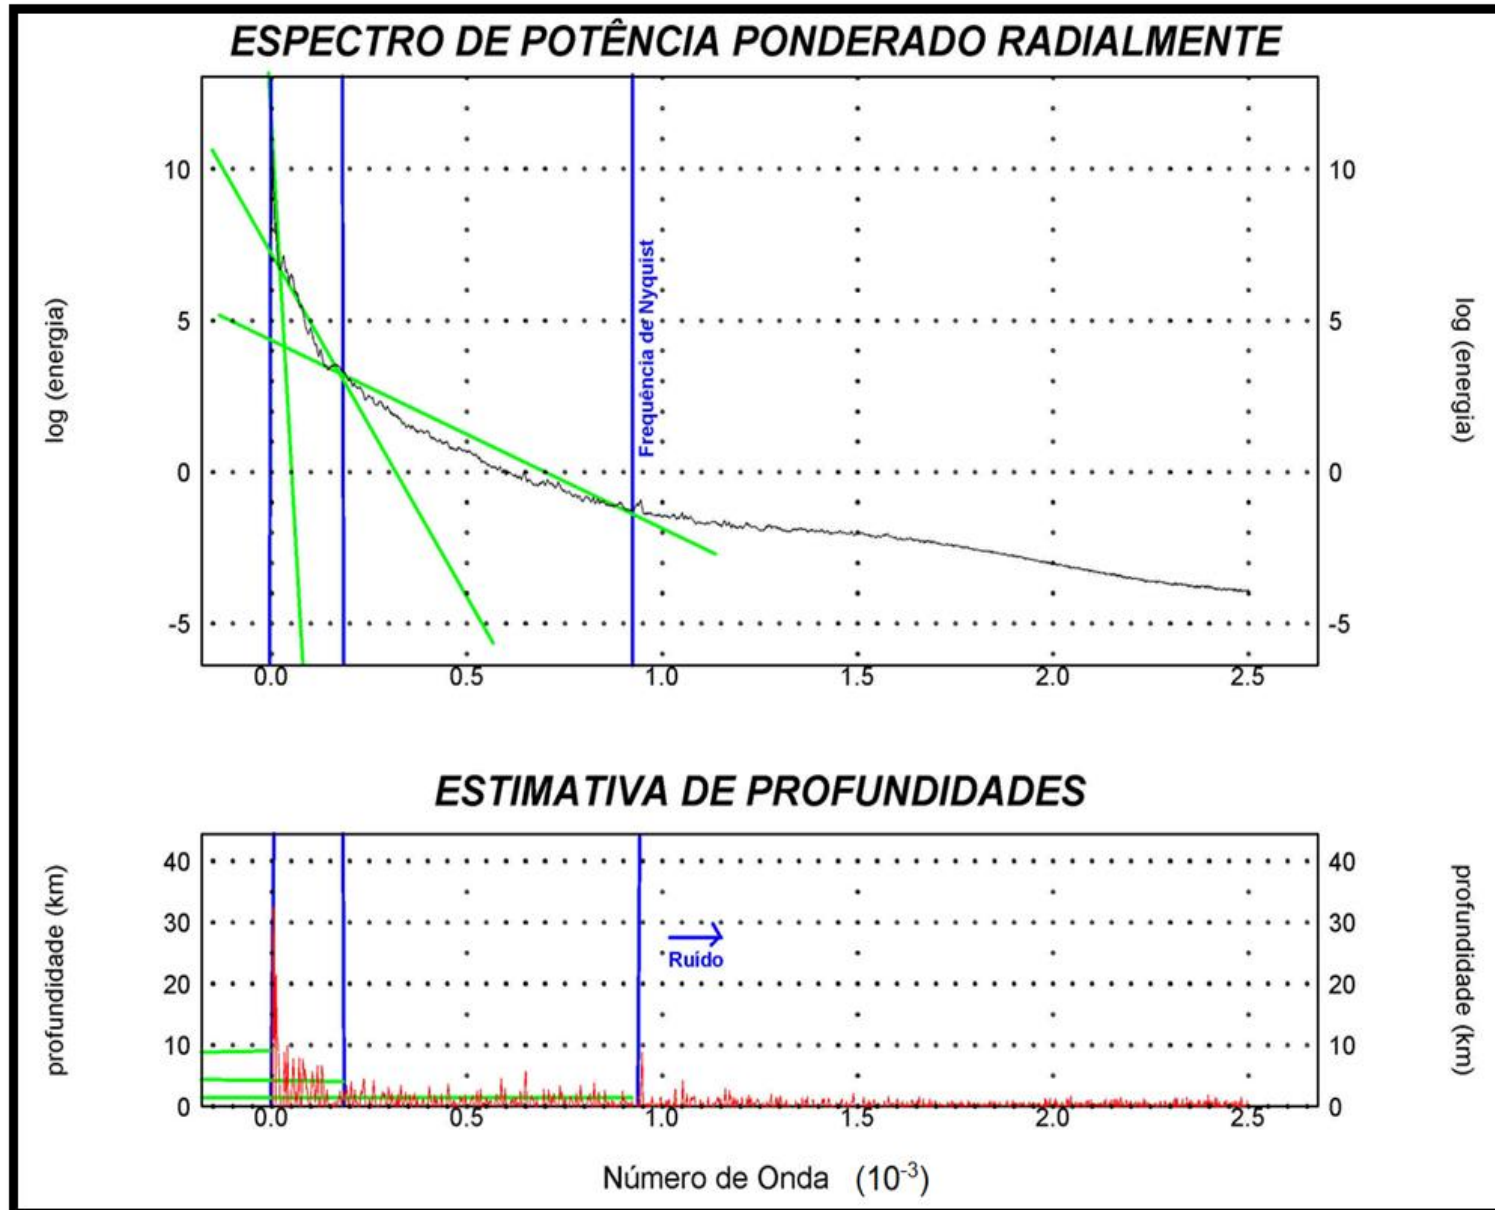 ESPECTRO DE POTÊNCIA PONDERADO RADIALMENTE
log (energia)
10
5
0
-5
Frequência de Nyquist
10
5
0
-5
log (energia)
0.0 0.5 1.0 1.5 2.0 2.5
ESTIMATIVA DE PROFUNDIDADES
profundidade (km)
40
30
20
10
0
Ruído
40
30
20
10
0
profundidade (km)
0.0 0.5 1.0 1.5 2.0 2.5
Número de Onda (10⁻³)